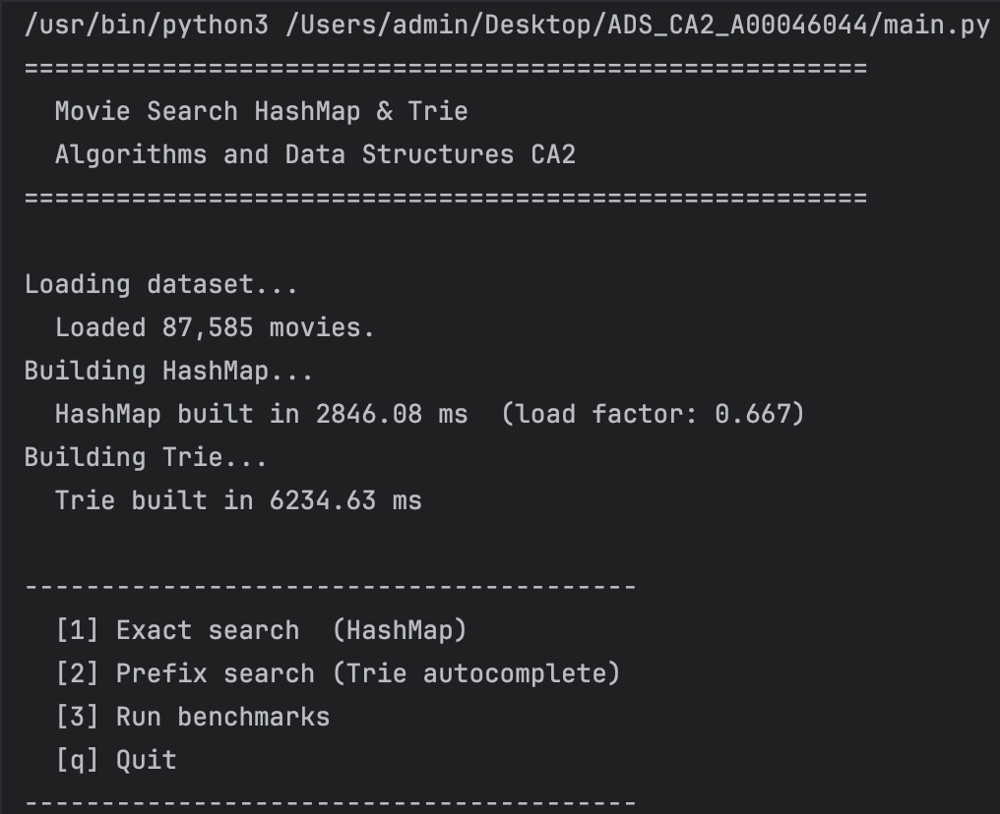 /usr/bin/python3 /Users/admin/Desktop/ADS_CA2_A00046044/main.py
=======================================================
  Movie Search HashMap & Trie
  Algorithms and Data Structures CA2
=======================================================

Loading dataset...
  Loaded 87,585 movies.
Building HashMap...
  HashMap built in 2846.08 ms  (load factor: 0.667)
Building Trie...
  Trie built in 6234.63 ms

----------------------------------------
  [1] Exact search  (HashMap)
  [2] Prefix search (Trie autocomplete)
  [3] Run benchmarks
  [q] Quit
----------------------------------------